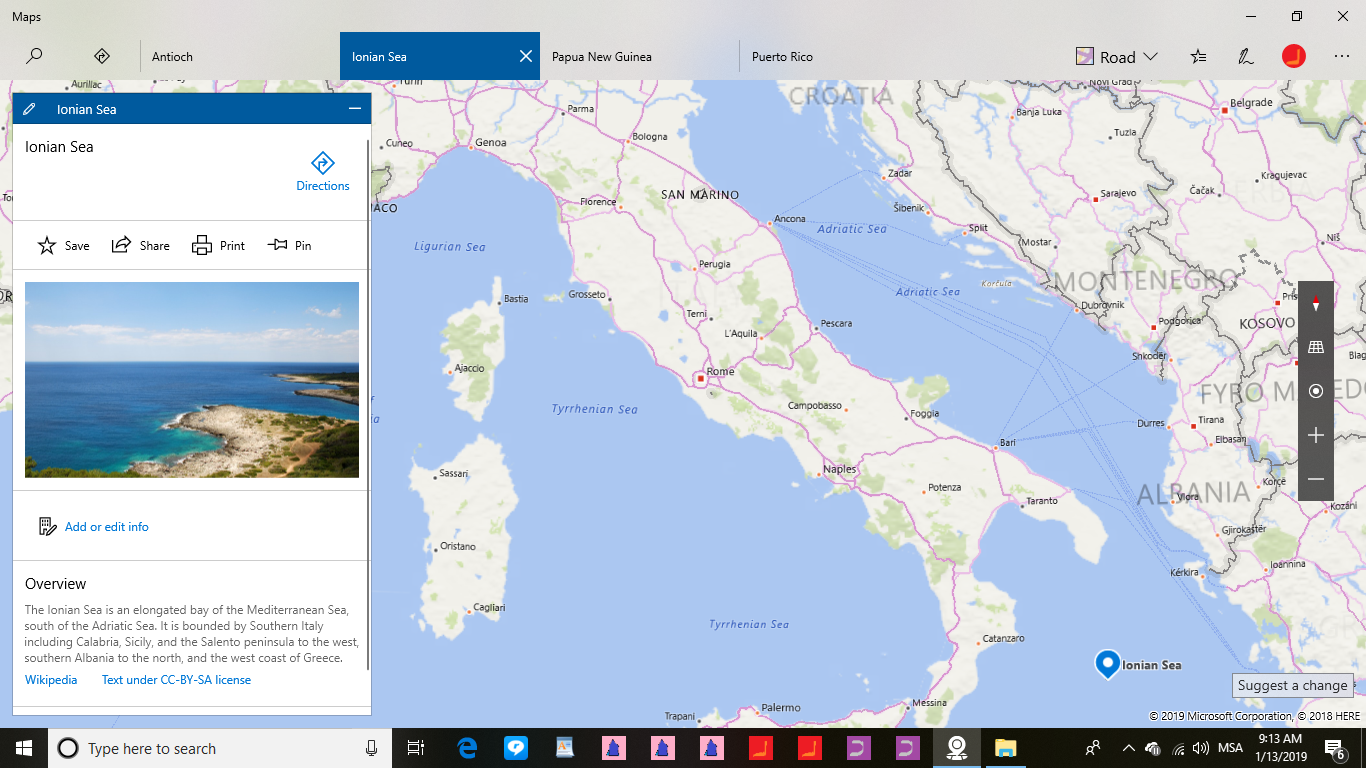 Maps
Antioch
Ionian Sea
Papua New Guinea
Puerto Rico
Road
Ionian Sea
Ionian Sea
Directions
Save
Share
Print
Pin
Add or edit info
Overview
The Ionian Sea is an elongated bay of the Mediterranean Sea,
south of the Adriatic Sea. It is bounded by Southern Italy
including Calabria, Sicily, and the Salento peninsula to the west,
southern Albania to the north, and the west coast of Greece.
Wikipedia Text under CC-BY-SA license
Aurillac
Turin
Novi Grad
CROATIA
Belgrade
Parma
Banja Luka
Cuneo
Genoa
Bologna
Tuzla
Zadar
Kragujevac
Čačak
Sarajevo
SAN MARINO
Florence
ACO
Šibenik
Ancona
Split
Adriatic Sea
Niš
Mostar
Ligurian Sea
Perugia
MONTENEGRO
Korčula
Adriatic Sea
Grosseto
Bastia
Dubrovnik
Terni
Pescara
Podgorica
KOSOVO
L'Aquila
Shkodër
Ajaccio
Rome
FYRO
Tyrrhenian Sea
Campobasso
Foggia
Durres
Tirana
Elbasan
Bari
Naples
Sassari
Korçë
Potenza
ALBANIA
Vlora
Taranto
Kozáni
Gjirokastër
Oristano
Ioannina
Kérkira
Cagliari
Tyrrhenian Sea
Catanzaro
Ionian Sea
Suggest a change
Messina
Palermo
Trapani
© 2019 Microsoft Corporation, © 2018 HERE
Type here to search
MSA
9:13 AM
1/13/2019
6